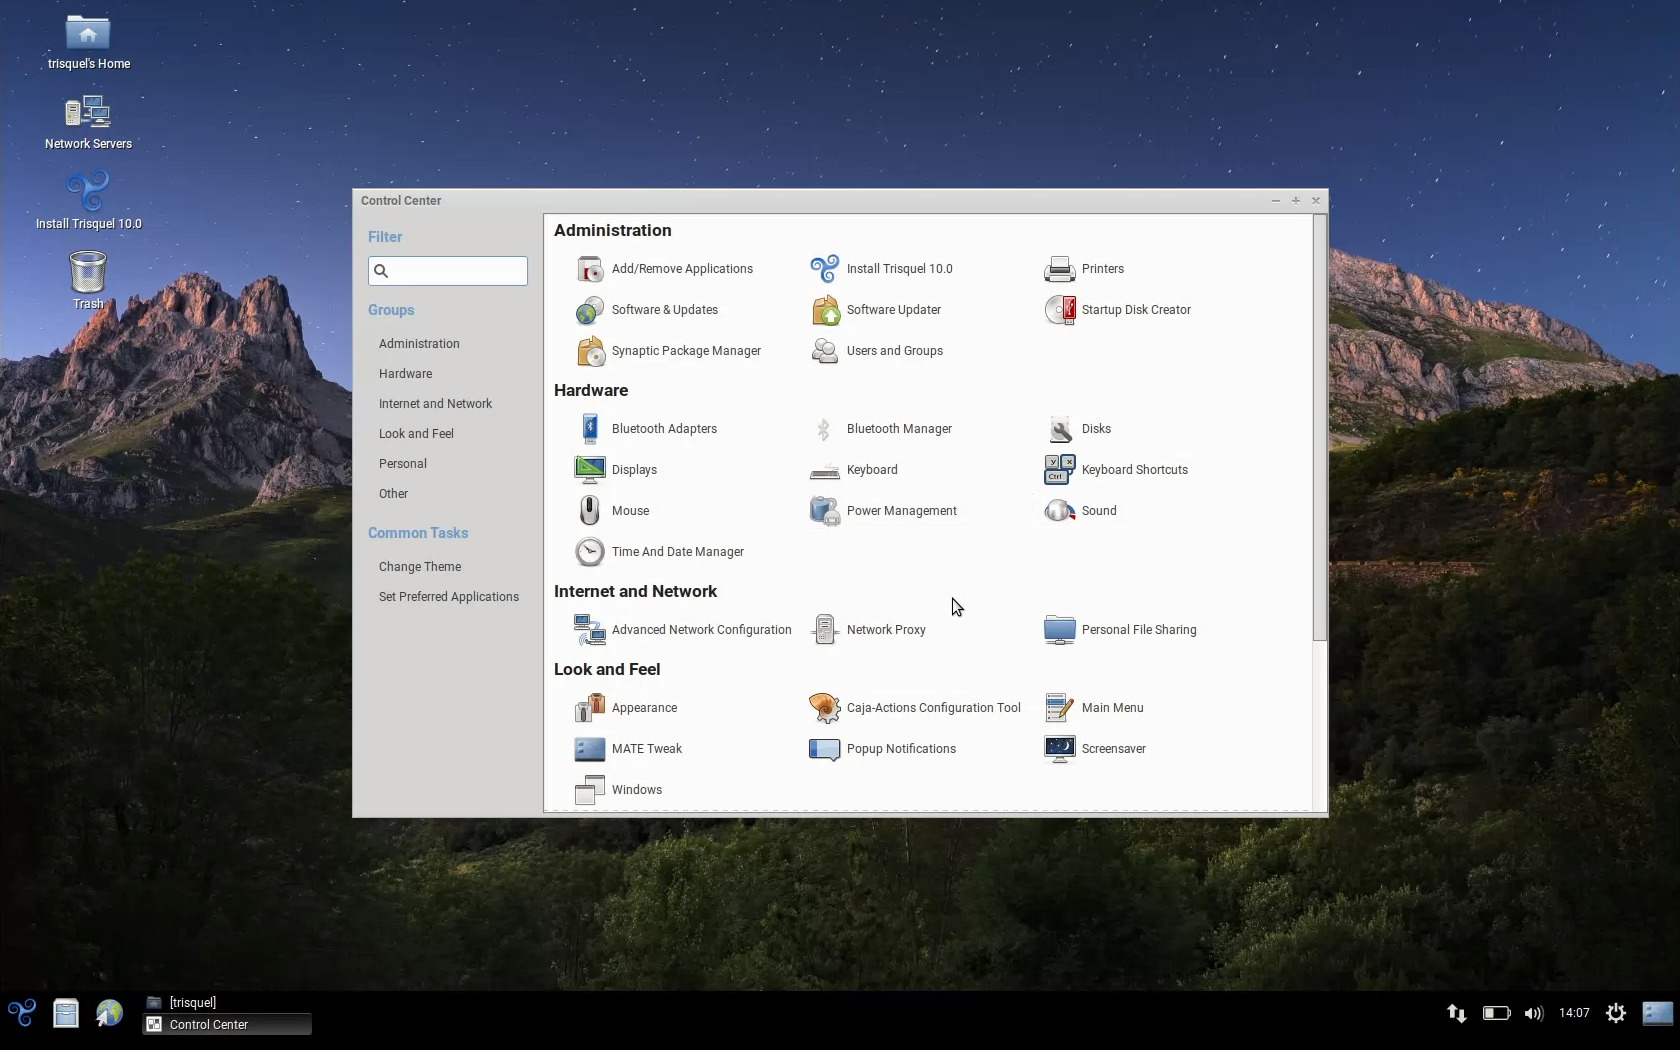 trisquel's Home
Network Servers
Install Trisquel 10.0
Trash
Control Center
Filter
Groups
Administration
Hardware
Internet and Network
Look and Feel
Personal
Other
Common Tasks
Change Theme
Set Preferred Applications
Administration
Add/Remove Applications
Install Trisquel 10.0
Printers
Software & Updates
Software Updater
Startup Disk Creator
Synaptic Package Manager
Users and Groups
Hardware
Bluetooth Adapters
Bluetooth Manager
Disks
Displays
Keyboard
Keyboard Shortcuts
Mouse
Power Management
Sound
Time And Date Manager
Internet and Network
Advanced Network Configuration
Network Proxy
Personal File Sharing
Look and Feel
Appearance
Caja-Actions Configuration Tool
Main Menu
MATE Tweak
Popup Notifications
Screensaver
Windows
[trisquel]
Control Center
14:07